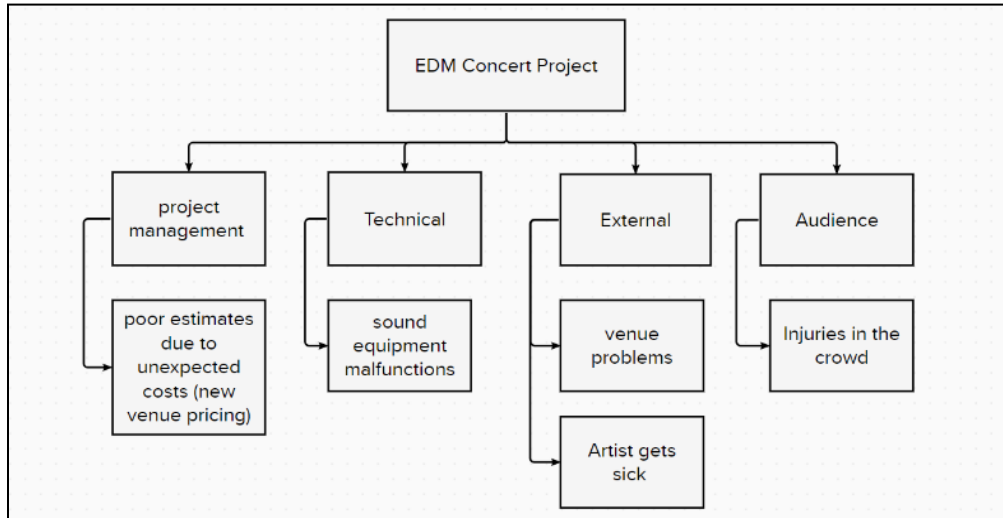 EDM Concert Project
project
management
Technical
External
Audience
poor estimates
due to
unexpected
costs (new
venue pricing)
sound
equipment
malfunctions
venue
problems
Injuries in the
crowd
Artist gets
sick